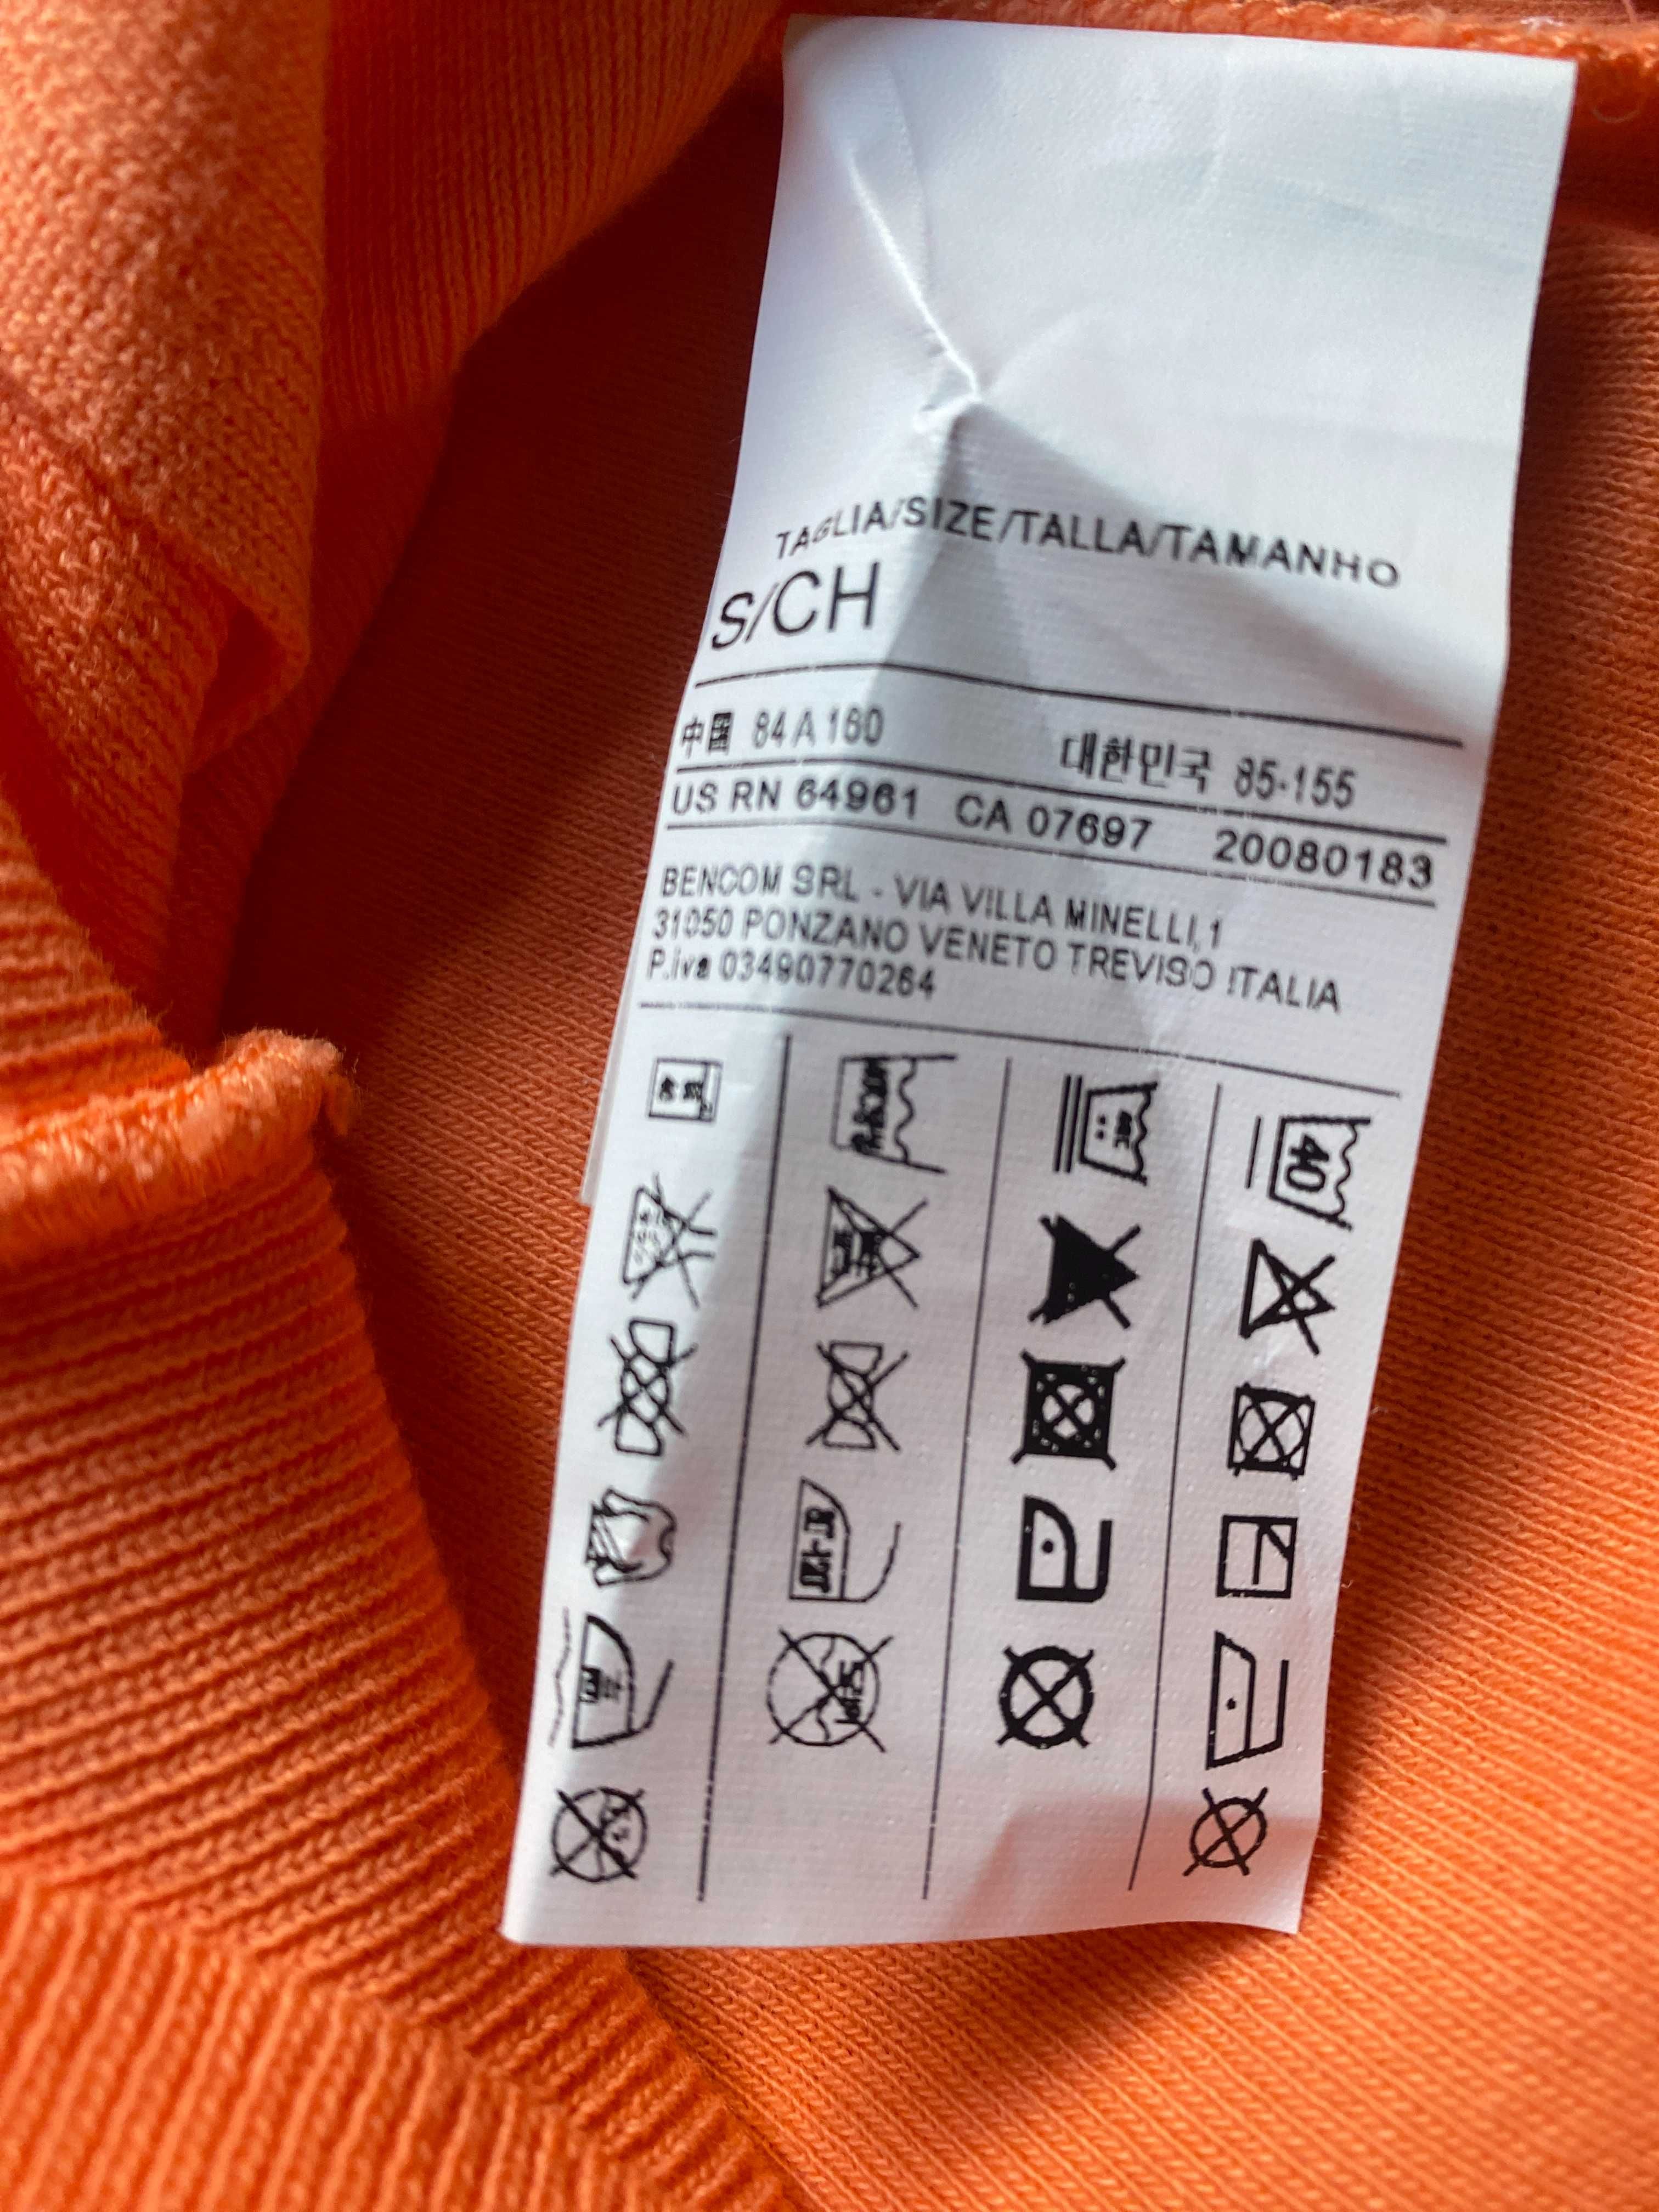 TAGLIA/SIZE/TALLA/TAMANHO
S/CH
中国 84 A 160 대한민국 85-155
US RN 64961 CA 07697 20080183
BENCOM SRL - VIA VILLA MINELLI,1
31050 PONZANO VENETO TREVISO ITALIA
P.iva 03490770264
40